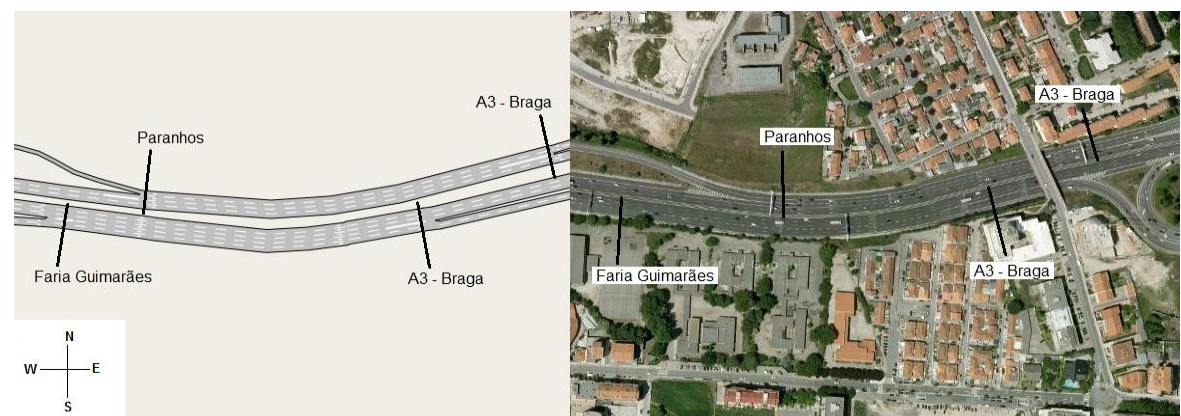 A3 - Braga
Paranhos
Faria Guimarães
A3 - Braga
N
W E
S
A3 - Braga
Paranhos
A3 - Braga
Faria Guimarães